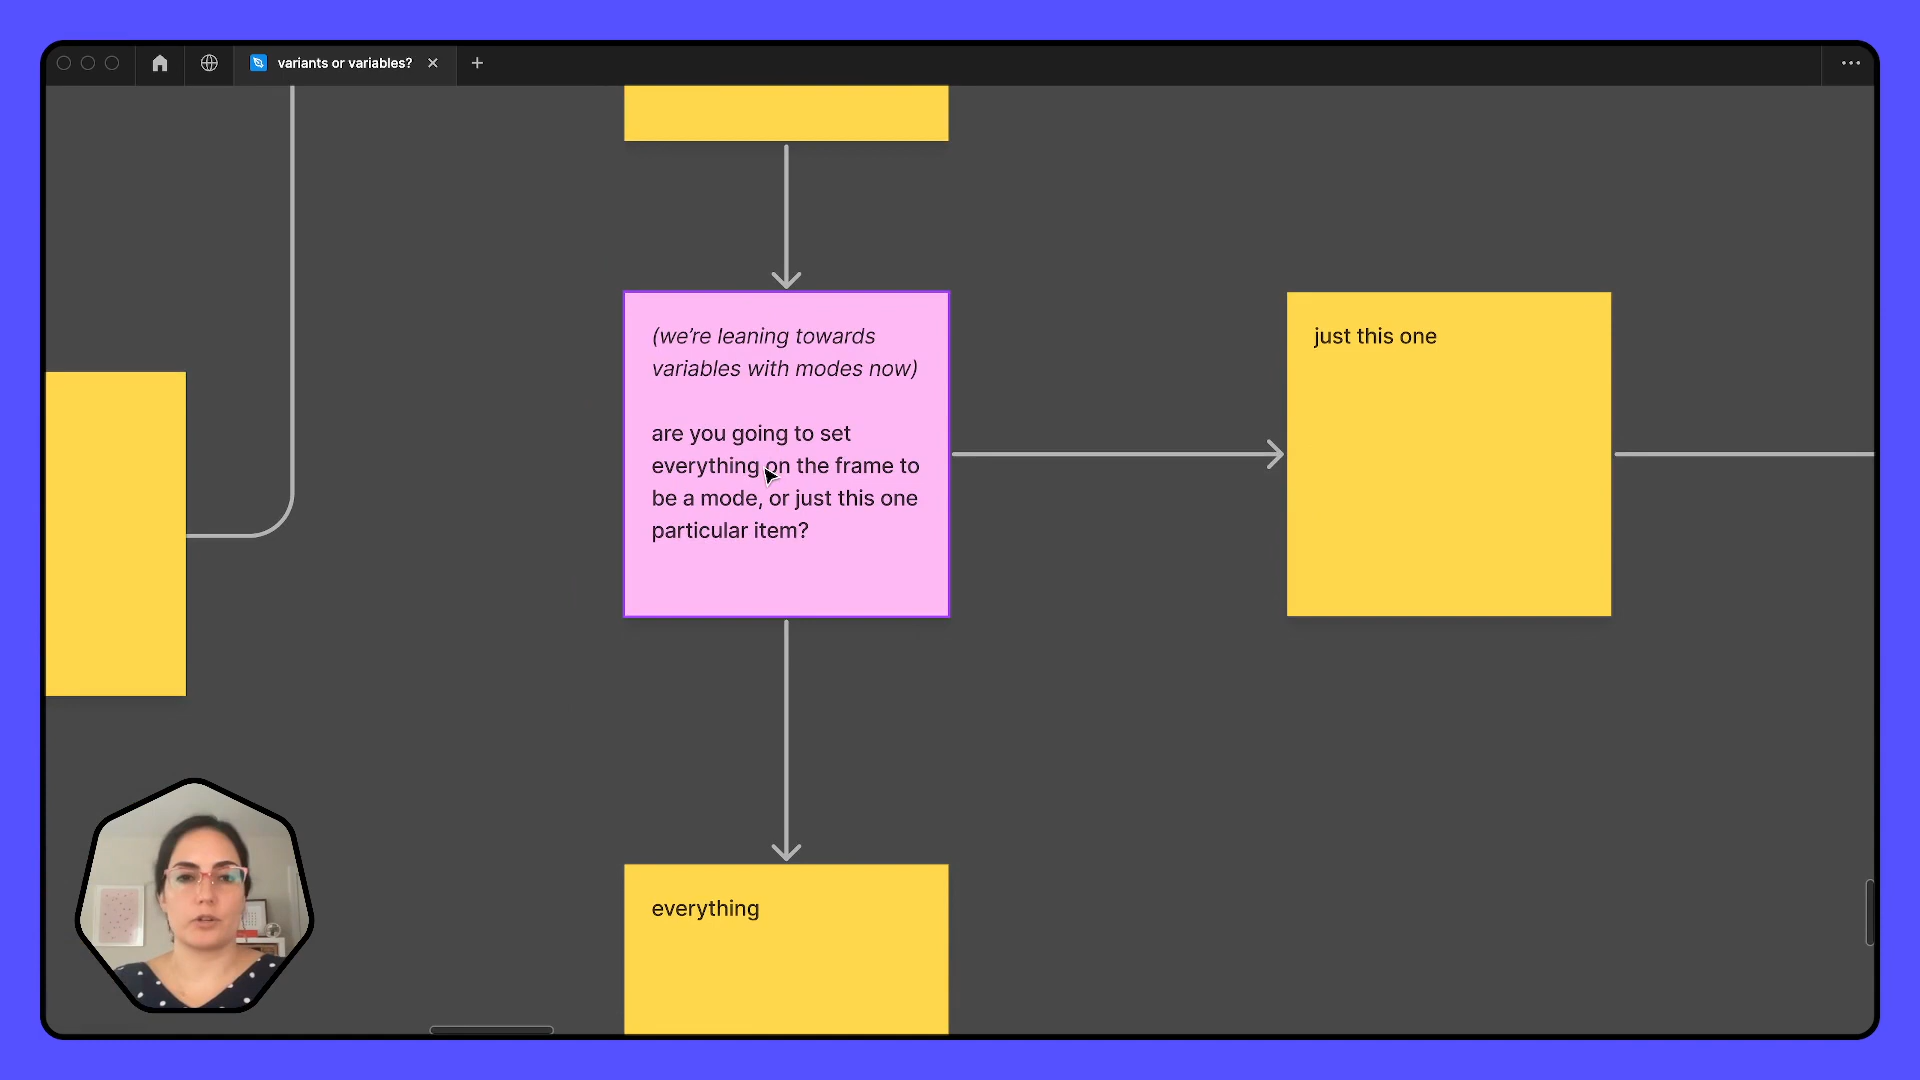 variants or variables?
(we're leaning towards
variables with modes now)
are you going to set
everything on the frame to
be a mode, or just this one
particular item?
just this one
everything